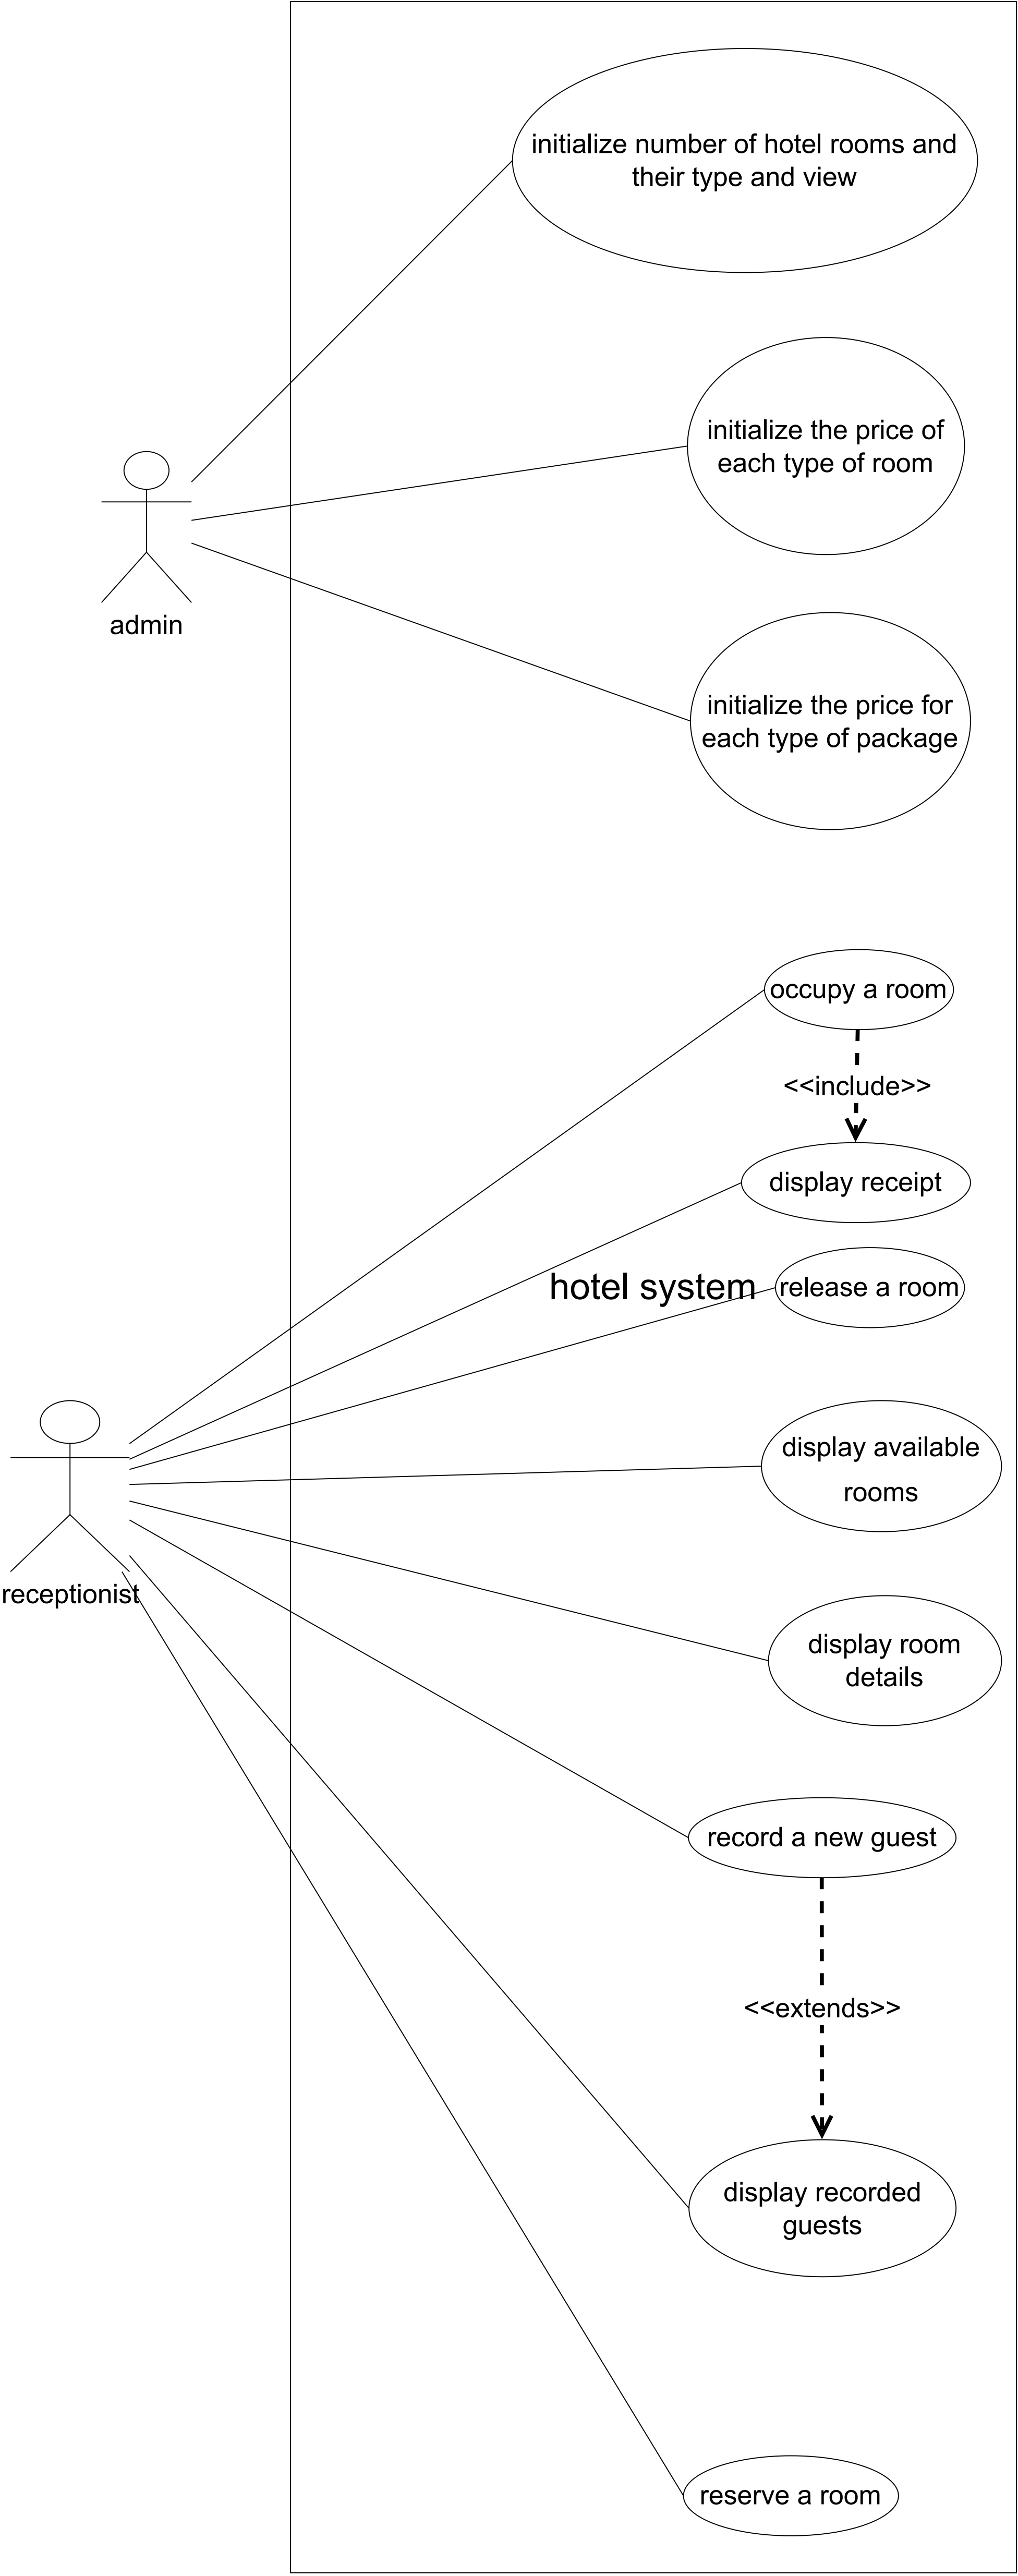 initialize number of hotel rooms and
their type and view
initialize the price of
each type of room
admin
initialize the price for
each type of package
occupy a room
<<include>>
display receipt
hotel system
release a room
display available
rooms
receptionist
display room
details
record a new guest
<<extends>>
display recorded
guests
reserve a room